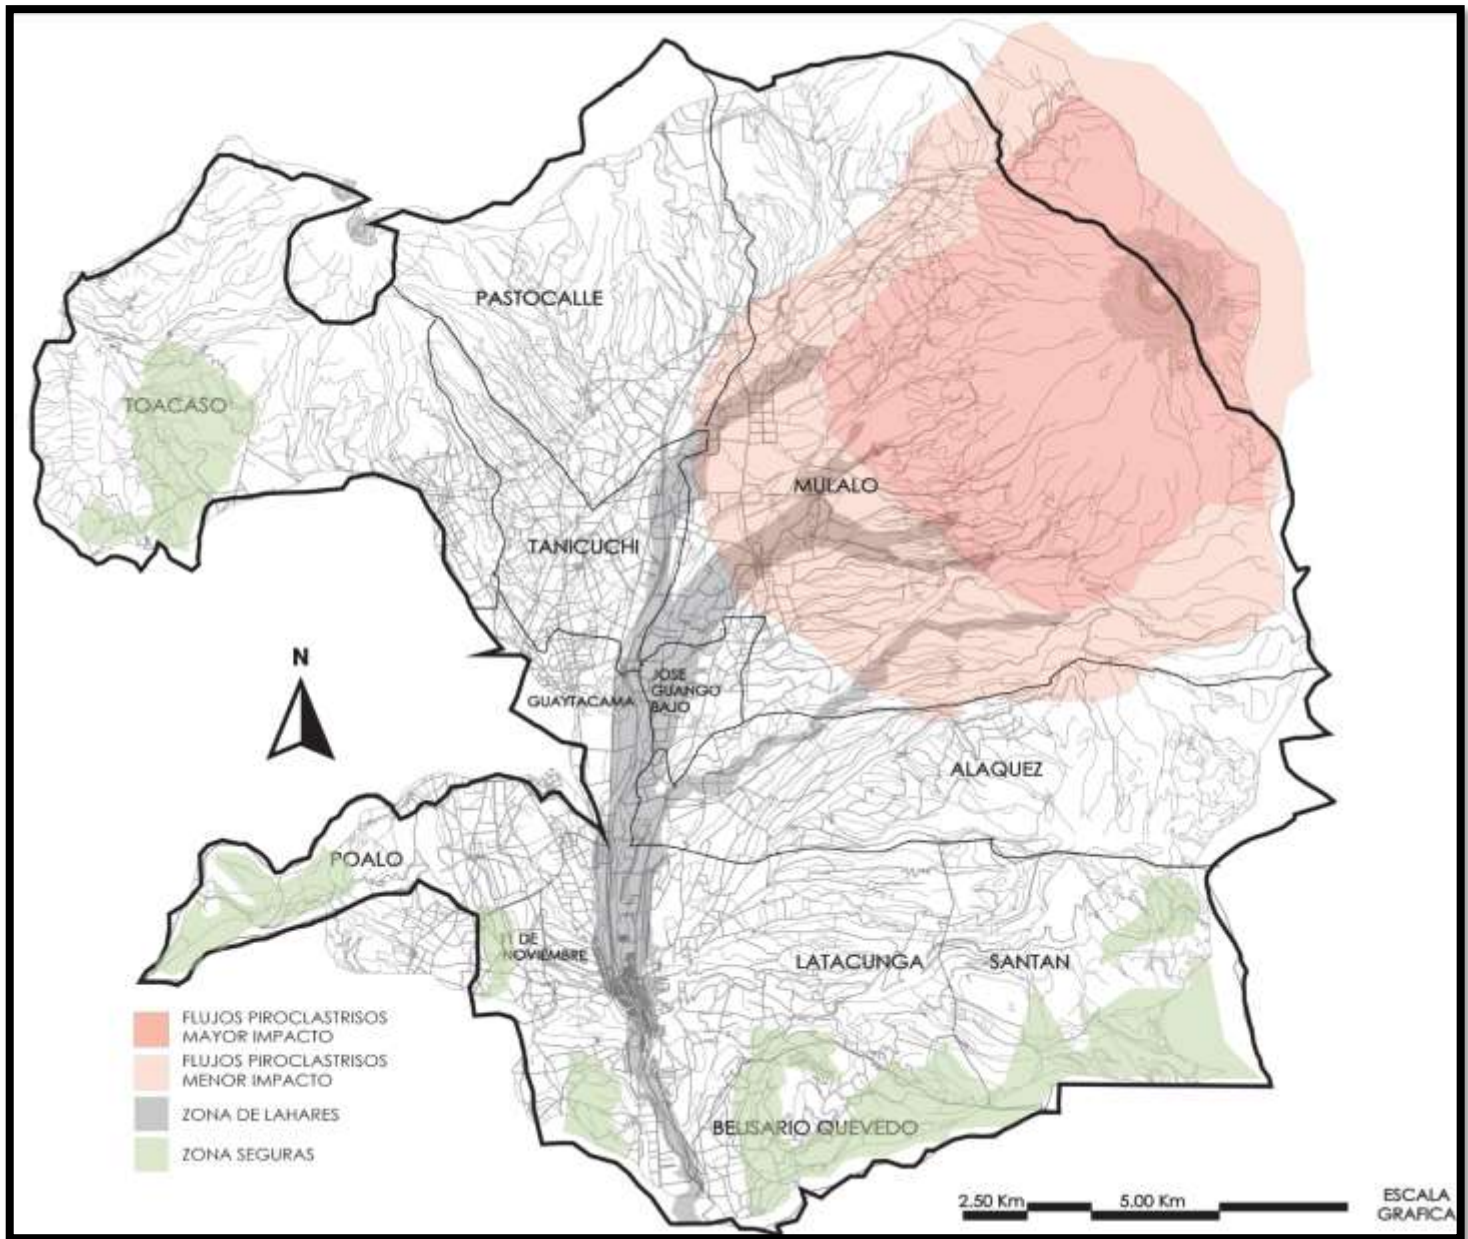 PASTOCALLE
TOACASO
MULALO
TANICUCHI
N
JOSE
GUANGO
BAJO
GUAYTACAMA
ALAQUEZ
POALO
11 DE
NOVIEMBRE
LATACUNGA
SANTAN
FLUJOS PIROCLASTRISOS
MAYOR IMPACTO
FLUJOS PIROCLASTRISOS
MENOR IMPACTO
ZONA DE LAHARES
ZONA SEGURAS
BELISARIO QUEVEDO
2.50 Km
5.00 Km
ESCALA
GRAFICA